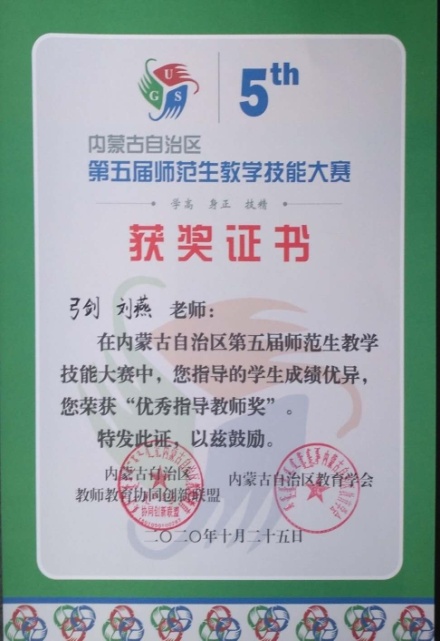 U
G S
5th
内蒙古自治区
第五届师范生教学技能大赛
学高 身正 技精
获奖证书
弓剑 刘燕 老师：
在内蒙古自治区第五届师范生教学
技能大赛中，您指导的学生成绩优异，
您荣获“优秀指导教师奖”。
特发此证，以兹鼓励。
内蒙古自治区
教师教育协同创新联盟
内蒙古自治区教育学会
协同创新联盟
二〇二〇年十月二十五日